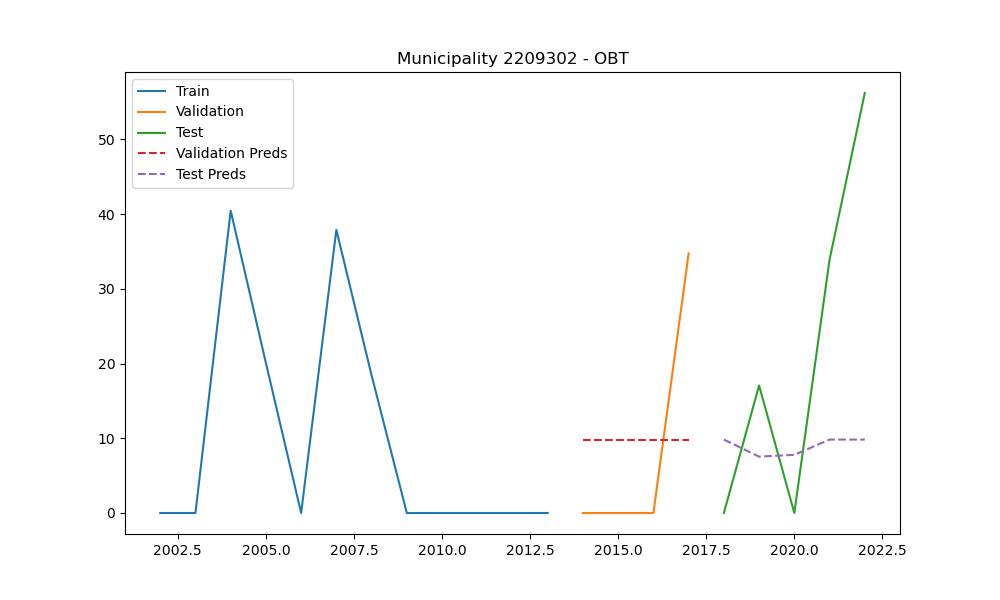 Municipality 2209302 - OBT
Train
Validation
Test
Validation Preds
Test Preds
50
40
30
20
10
0
2002.5 2005.0 2007.5 2010.0 2012.5 2015.0 2017.5 2020.0 2022.5